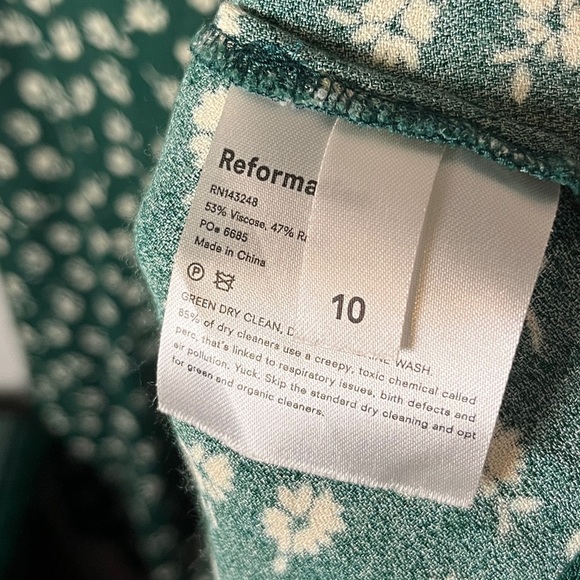 Reforma
RN143248
53% Viscose, 47% R
PO# 6685
Made in China
P
10
GREEN DRY CLEAN, D WASH.
85% of dry cleaners use a creepy, toxic chemical called
perc, that's linked to respiratory issues, birth defects and
air pollution. Yuck. Skip the standard dry cleaning and opt
for green and organic cleaners.